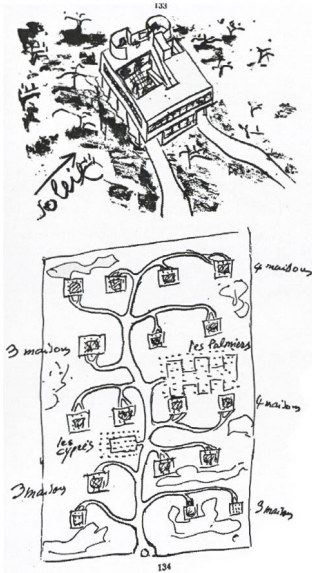 133
soleil
4 maisons
3 maisons
les Palmiers
4 maisons
les
cyprès
3 maisons
3 maisons
134